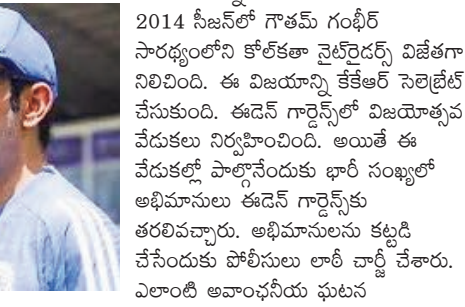 2014 సీజన్‌లో గౌతమ్ గంభీర్
సారథ్యంలోని కోల్‌కతా నైట్‌రైడర్స్ విజేతగా
నిలిచింది. ఈ విజయాన్ని కేకేఆర్ సెలెబ్రేట్
చేసుకుంది. ఈడెన్ గార్డెన్స్‌లో విజయోత్సవ
వేడుకలు నిర్వహించింది. అయితే ఈ
వేడుకల్లో పాల్గొనేందుకు భారీ సంఖ్యలో
అభిమానులు ఈడెన్ గార్డెన్స్‌కు
తరలివచ్చారు. అభిమానులను కట్టడి
చేసేందుకు పోలీసులు లాఠీ చార్జీ చేశారు.
ఎలాంటి అవాంఛనీయ ఘటన